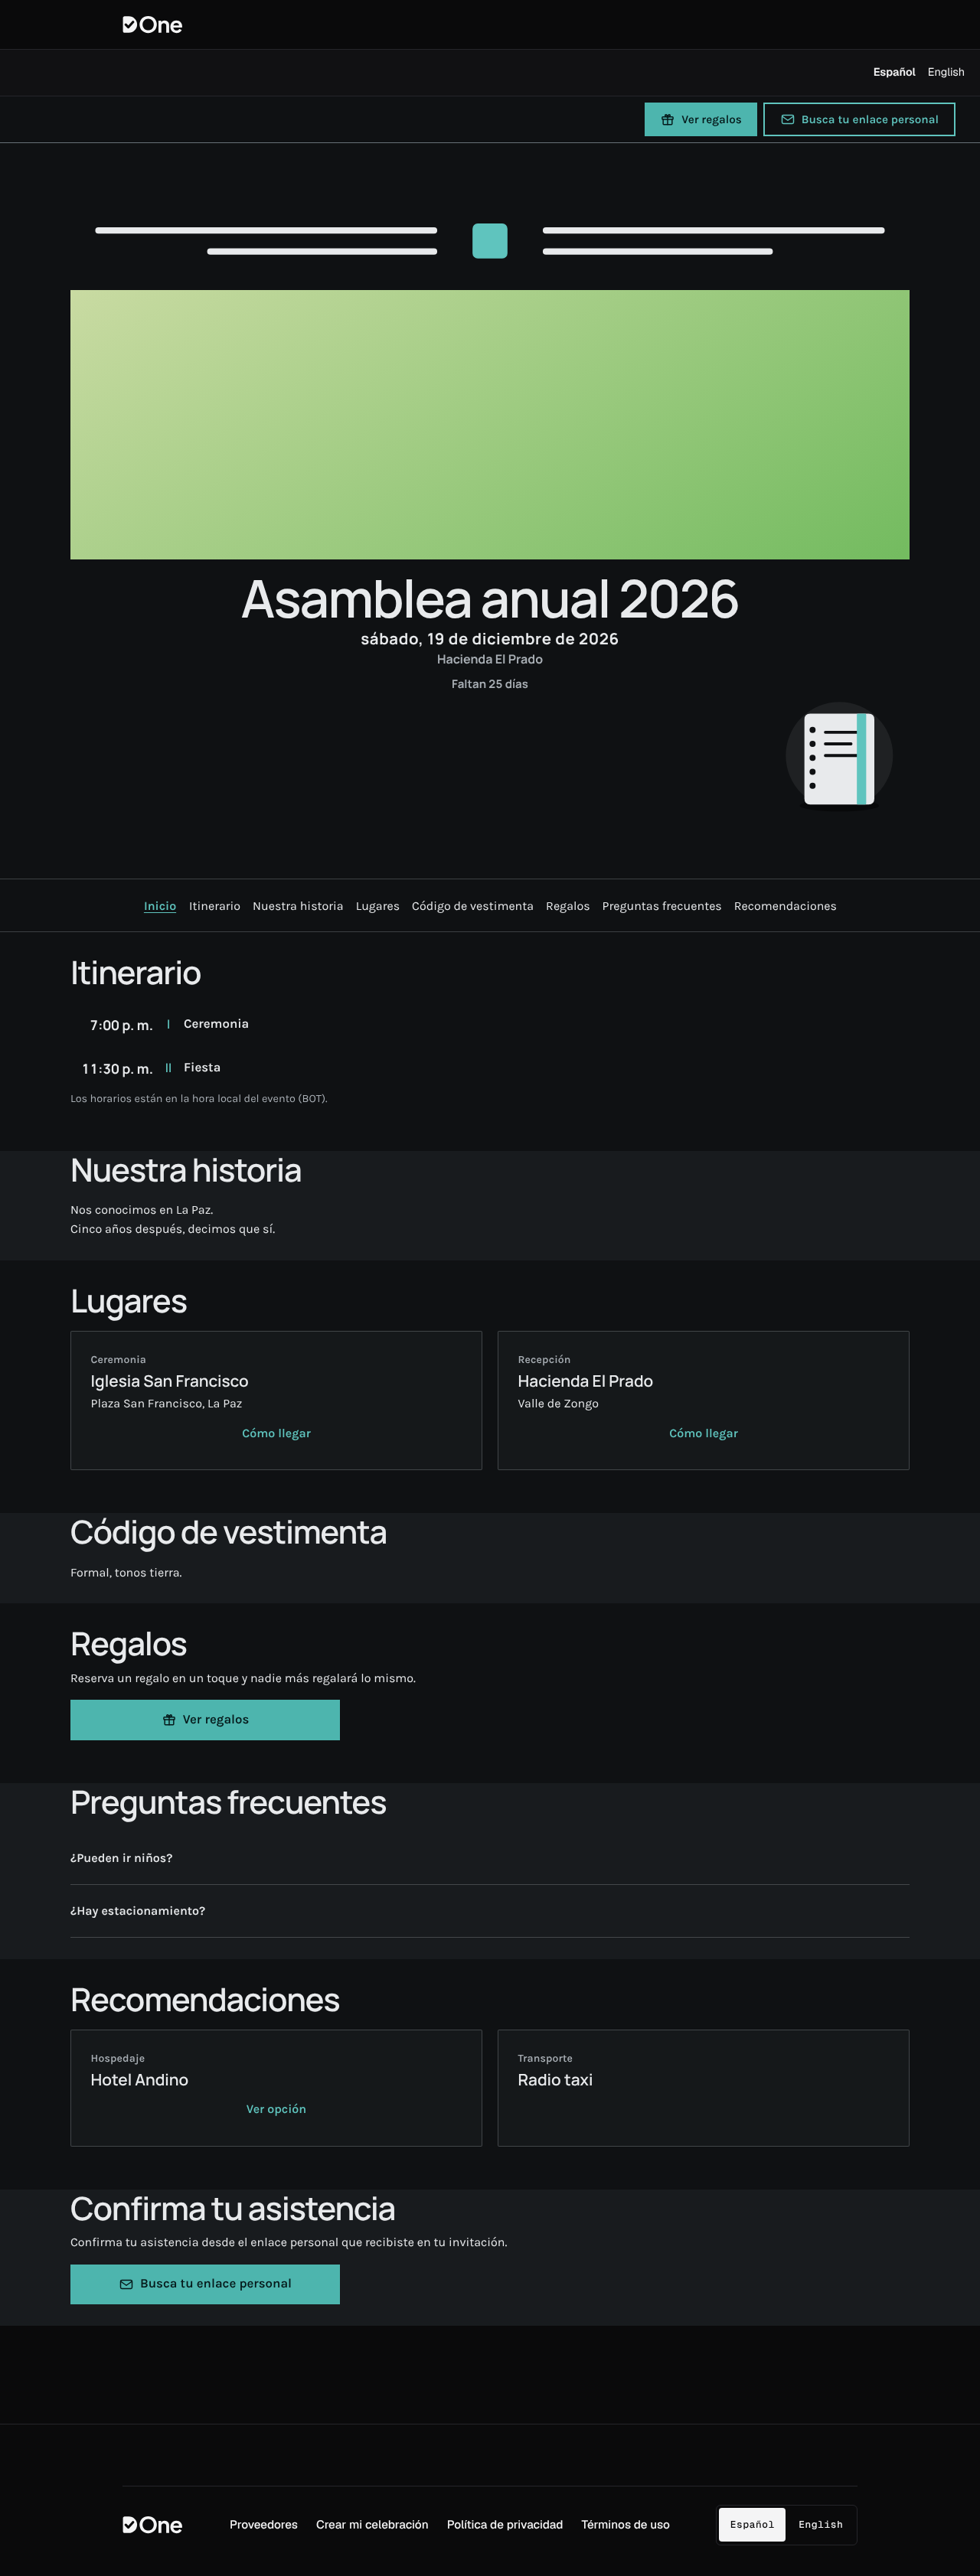 One
Español English
Ver regalos Busca tu enlace personal
Asamblea anual 2026
sábado, 19 de diciembre de 2026
Hacienda El Prado
Faltan 25 días
Inicio Itinerario Nuestra historia Lugares Código de vestimenta Regalos Preguntas frecuentes Recomendaciones
Itinerario
7:00 p. m. | Ceremonia
11:30 p. m. || Fiesta
Los horarios están en la hora local del evento (BOT).
Nuestra historia
Nos conocimos en La Paz.
Cinco años después, decimos que sí.
Lugares
Ceremonia
Iglesia San Francisco
Plaza San Francisco, La Paz
Cómo llegar
Recepción
Hacienda El Prado
Valle de Zongo
Cómo llegar
Código de vestimenta
Formal, tonos tierra.
Regalos
Reserva un regalo en un toque y nadie más regalará lo mismo.
Ver regalos
Preguntas frecuentes
¿Pueden ir niños?
¿Hay estacionamiento?
Recomendaciones
Hospedaje
Hotel Andino
Ver opción
Transporte
Radio taxi
Confirma tu asistencia
Confirma tu asistencia desde el enlace personal que recibiste en tu invitación.
Busca tu enlace personal
One Proveedores Crear mi celebración Política de privacidad Términos de uso Español English